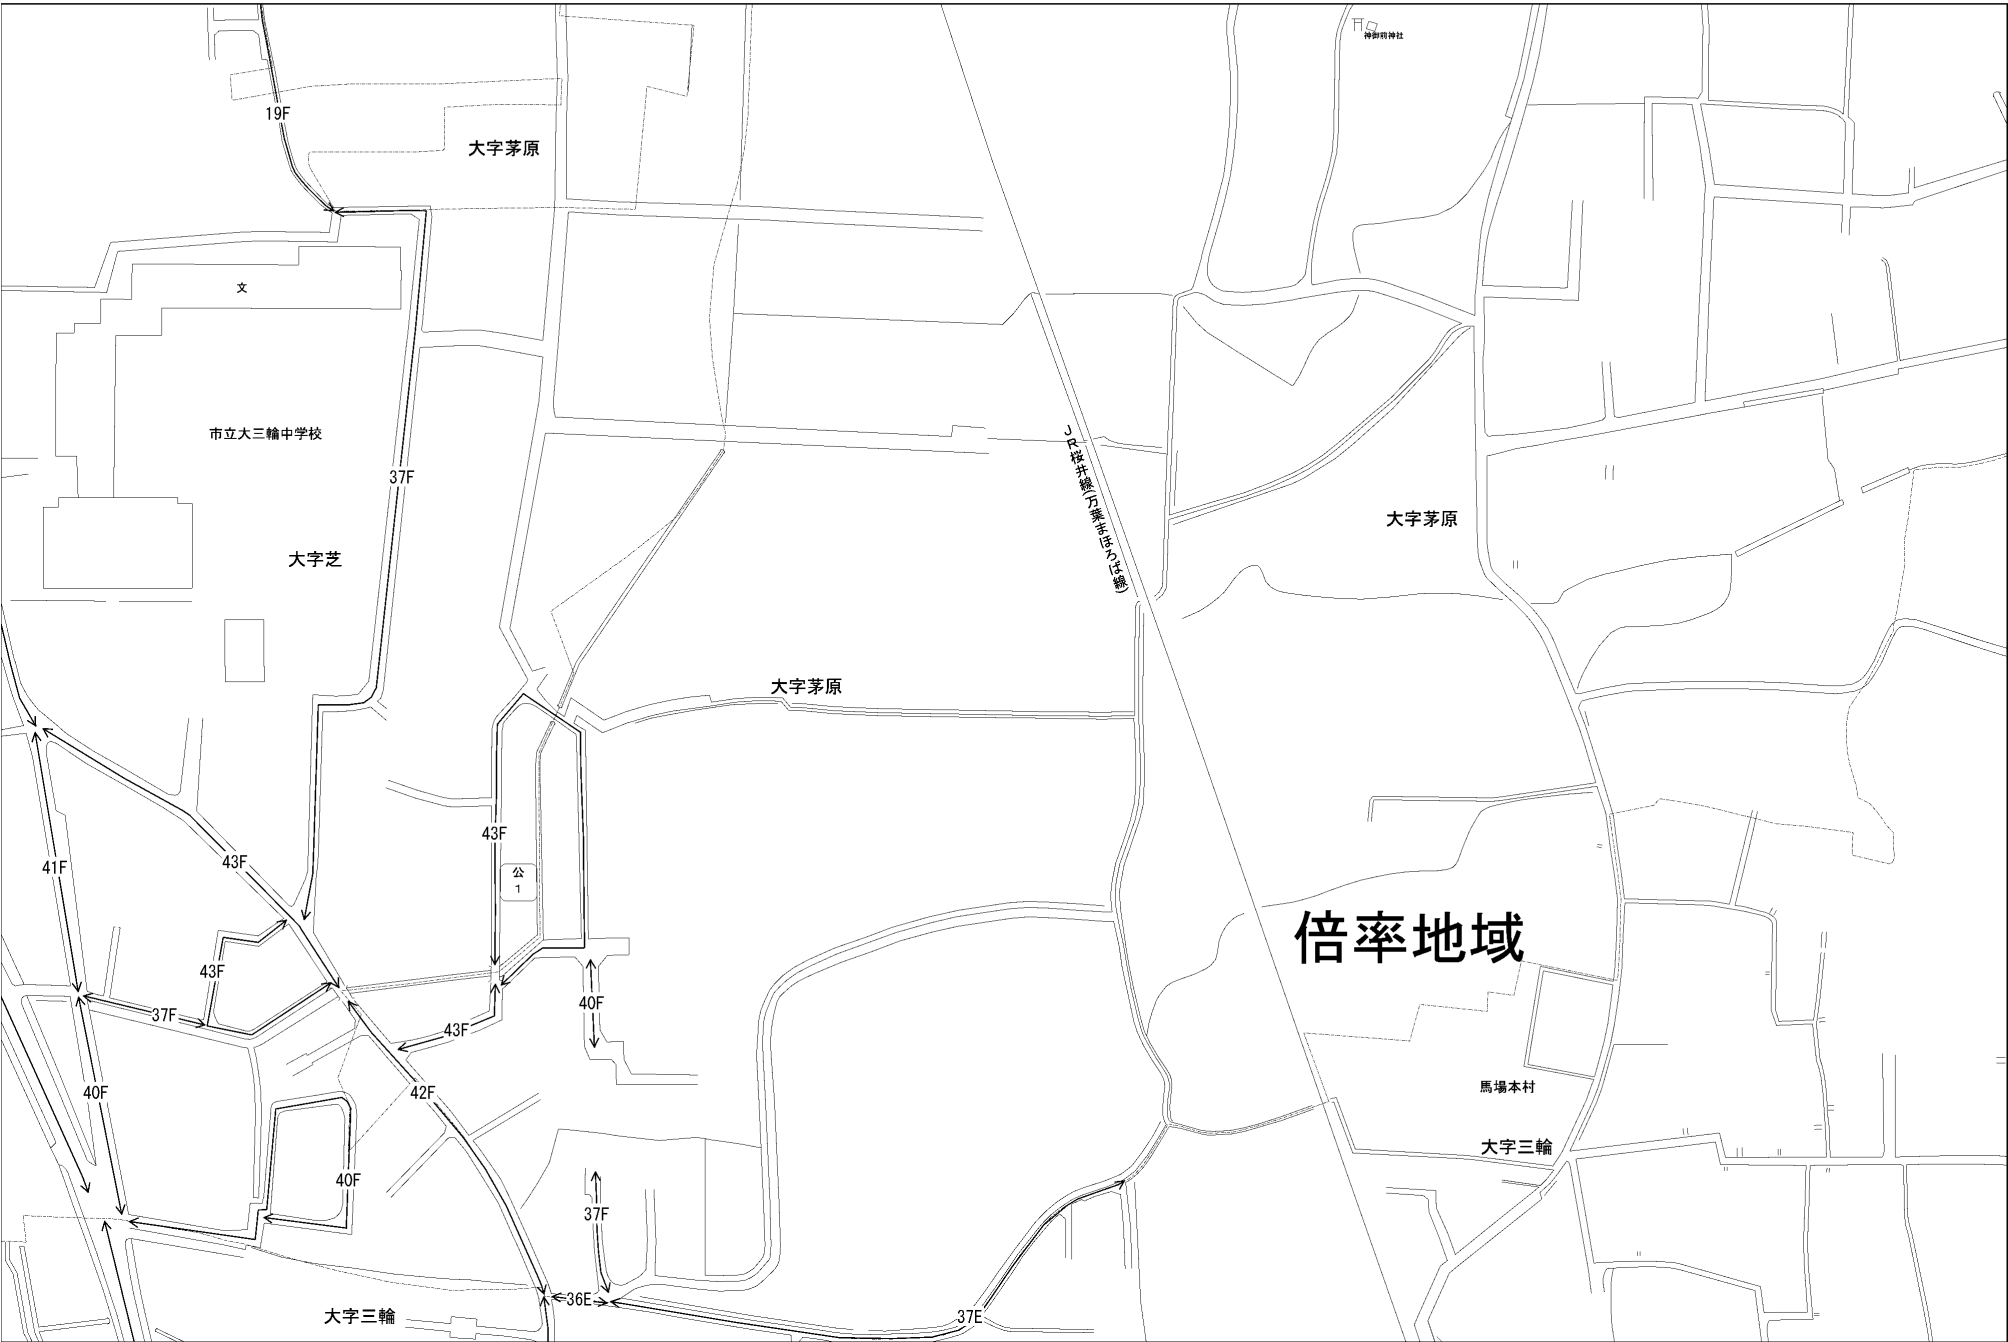 神御前神社
19F
大字茅原
文
市立大三輪中学校
37F
JR桜井線(万葉まほろば線)
大字茅原
大字芝
大字茅原
43F
公
1
43F
41F
倍率地域
43F
40F
37F
43F
40F
42F
馬場本村
大字三輪
40F
37F
36E
大字三輪
37E